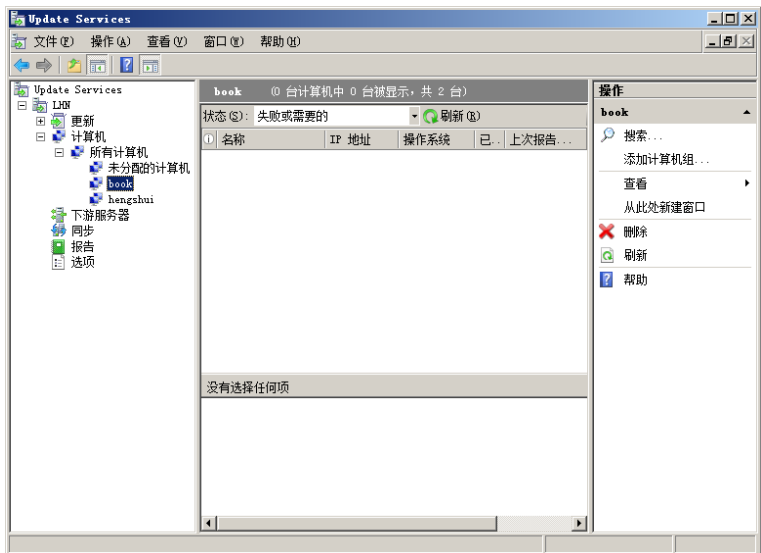 Update Services
文件(F) 操作(A) 查看(V) 窗口(W) 帮助(H)
Update Services
LHN
更新
计算机
所有计算机
未分配的计算机
book
hengshui
下游服务器
同步
报告
选项
book (0 台计算机中 0 台被显示，共 2 台)
状态(S): 失败或需要的 刷新(R)
名称 IP 地址 操作系统 已.. 上次报告...
没有选择任何项
操作
book
搜索...
添加计算机组...
查看
从此处新建窗口
删除
刷新
帮助